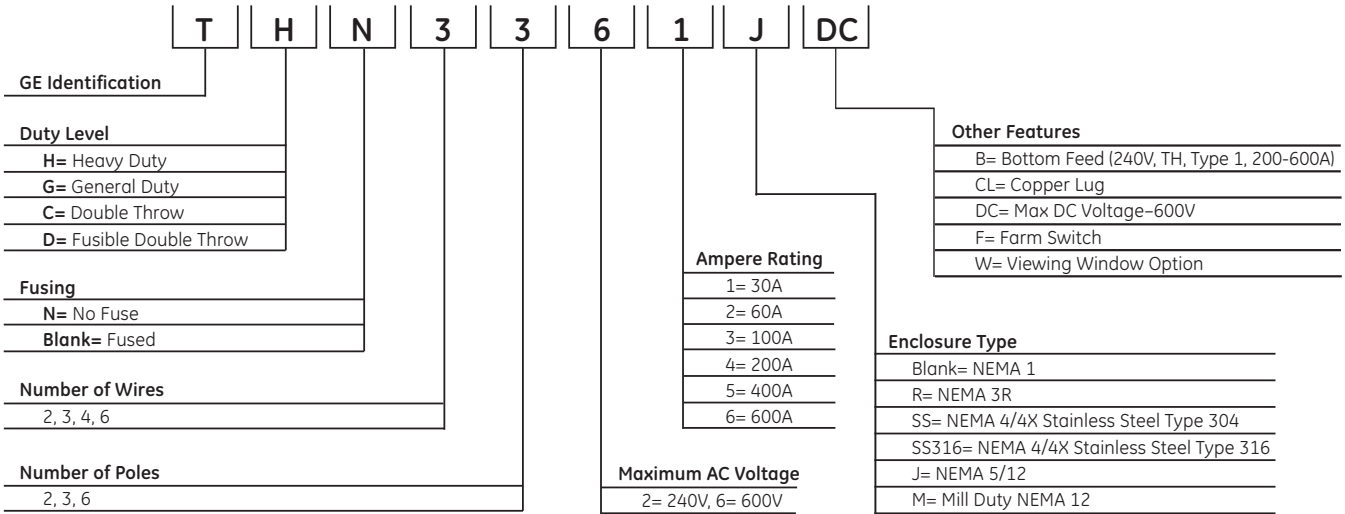 T H N 3 3 6 1 J DC
GE Identification
Duty Level
H= Heavy Duty
G= General Duty
C= Double Throw
D= Fusible Double Throw
Fusing
N= No Fuse
Blank= Fused
Number of Wires
2, 3, 4, 6
Number of Poles
2, 3, 6
Maximum AC Voltage
2= 240V, 6= 600V
Ampere Rating
1= 30A
2= 60A
3= 100A
4= 200A
5= 400A
6= 600A
Enclosure Type
Blank= NEMA 1
R= NEMA 3R
SS= NEMA 4/4X Stainless Steel Type 304
SS316= NEMA 4/4X Stainless Steel Type 316
J= NEMA 5/12
M= Mill Duty NEMA 12
Other Features
B= Bottom Feed (240V, TH, Type 1, 200-600A)
CL= Copper Lug
DC= Max DC Voltage–600V
F= Farm Switch
W= Viewing Window Option